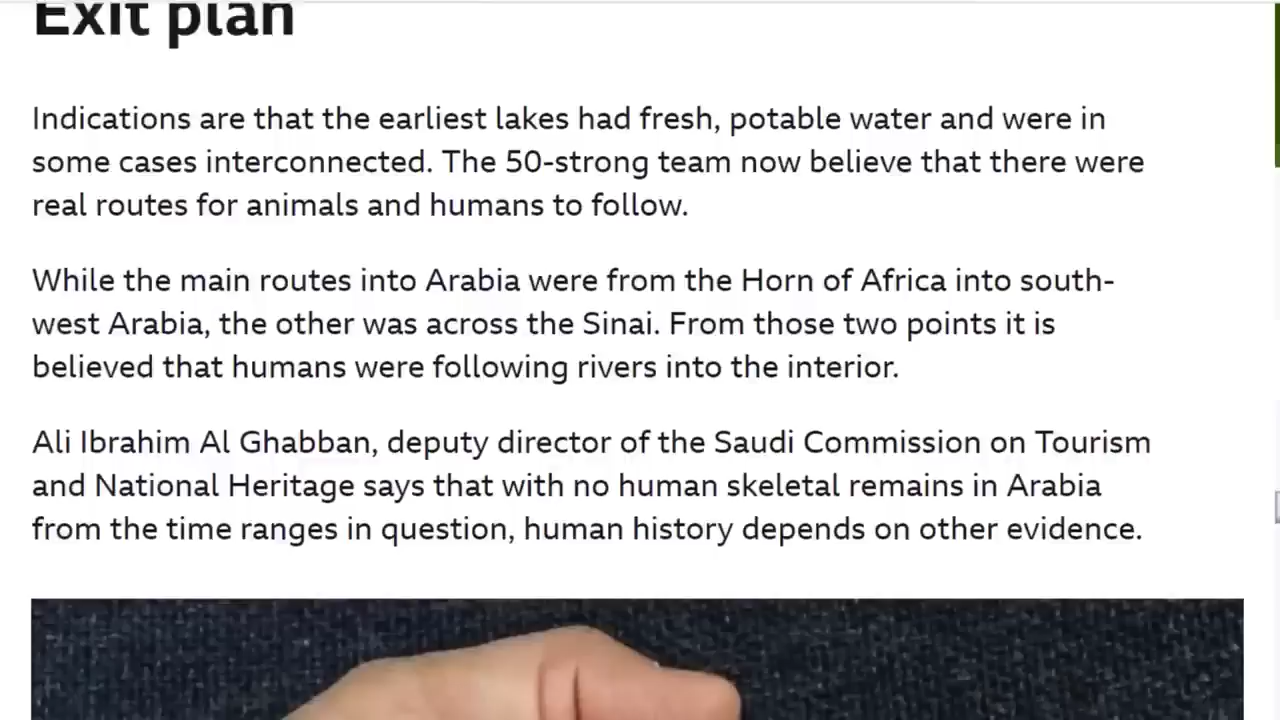 Exit plan
Indications are that the earliest lakes had fresh, potable water and were in
some cases interconnected. The 50-strong team now believe that there were
real routes for animals and humans to follow.
While the main routes into Arabia were from the Horn of Africa into south-
west Arabia, the other was across the Sinai. From those two points it is
believed that humans were following rivers into the interior.
Ali Ibrahim Al Ghabban, deputy director of the Saudi Commission on Tourism
and National Heritage says that with no human skeletal remains in Arabia
from the time ranges in question, human history depends on other evidence.